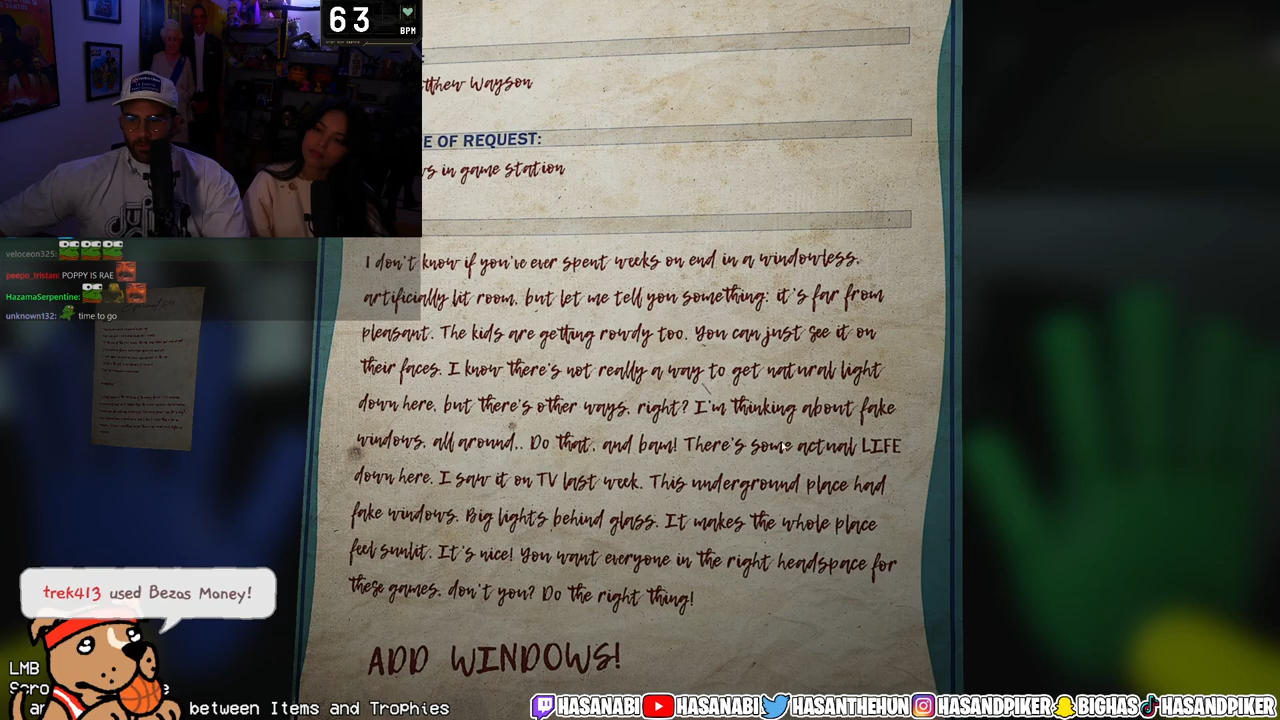 63
BPM
tthew Wayson
E OF REQUEST:
ws in game station
I don't know if you've ever spent weeks on end in a windowless,
artificially lit room, but let me tell you something: it's far from
pleasant. The kids are getting rowdy too. You can just see it on
their faces. I know there's not really a way to get natural light
down here, but there's other ways, right? I'm thinking about fake
windows, all around.. Do that, and bam! There's some actual LIFE
down here. I saw it on TV last week. This underground place had
fake windows. Big lights behind glass. It makes the whole place
feel sunlit. It's nice! You want everyone in the right headspace for
these games, don't you? Do the right thing!
ADD WINDOWS!
veloceon325:
peepo_tristan: POPPY IS RAE
HazamaSerpentine:
unknown132: time to go
trek413 used Bezos Money!
LMB
Scro
between Items and Trophies
HASANABI HASANABI HASANTHEHUN HASANDPIKER BIGHAS HASANDPIKER